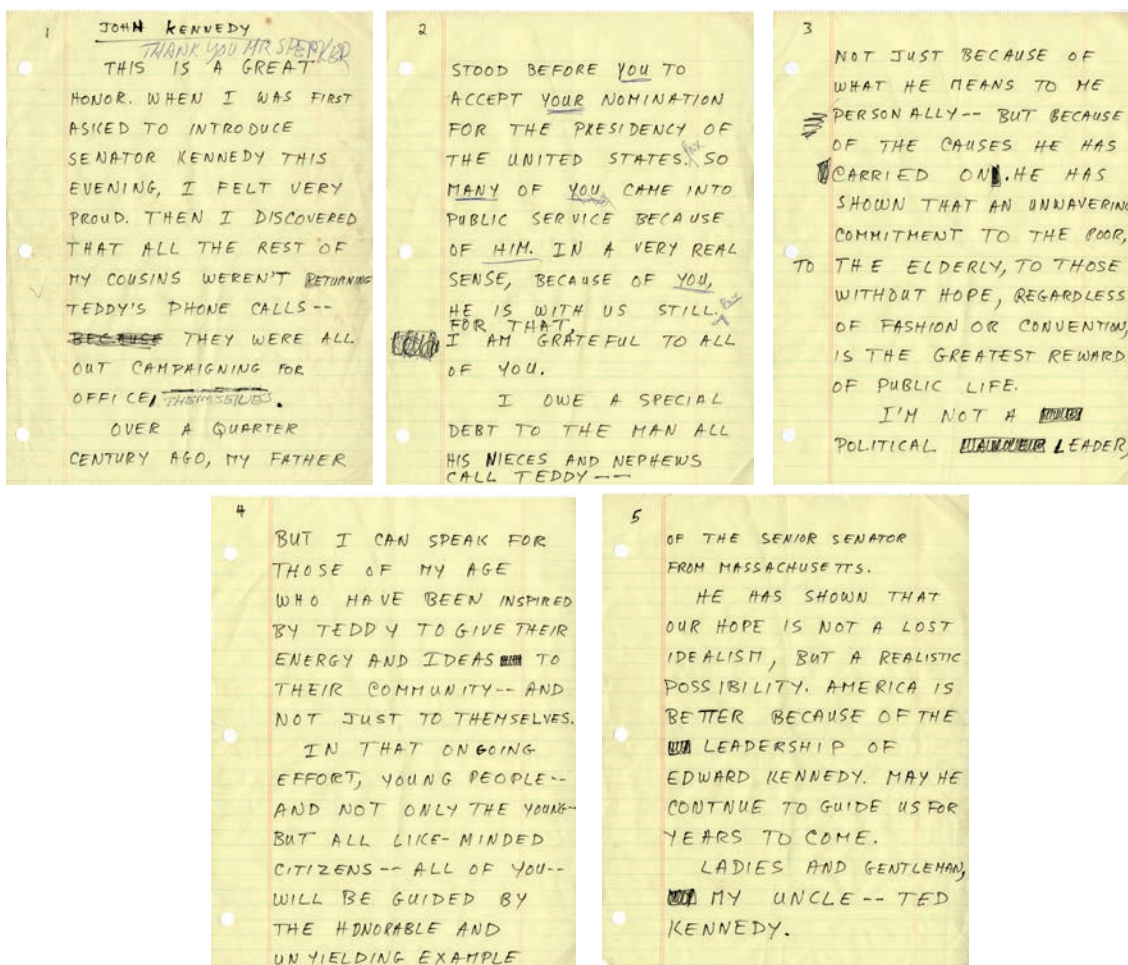 1
JOHN KENNEDY
THANK YOU MR SPEAKER
THIS IS A GREAT
HONOR. WHEN I WAS FIRST
ASKED TO INTRODUCE
SENATOR KENNEDY THIS
EVENING, I FELT VERY
PROUD. THEN I DISCOVERED
THAT ALL THE REST OF
MY COUSINS WEREN'T RETURNING
TEDDY'S PHONE CALLS--
BECAUSE THEY WERE ALL
OUT CAMPAIGNING FOR
OFFICE, THEMSELVES.
OVER A QUARTER
CENTURY AGO, MY FATHER
2
STOOD BEFORE YOU TO
ACCEPT YOUR NOMINATION
FOR THE PRESIDENCY OF
THE UNITED STATES. SO
MANY OF YOU CAME INTO
PUBLIC SERVICE BECAUSE
OF HIM. IN A VERY REAL
SENSE, BECAUSE OF YOU,
HE IS WITH US STILL.
FOR THAT,
I AM GRATEFUL TO ALL
OF YOU.
I OWE A SPECIAL
DEBT TO THE MAN ALL
HIS NIECES AND NEPHEWS
CALL TEDDY--
3
NOT JUST BECAUSE OF
WHAT HE MEANS TO ME
PERSONALLY-- BUT BECAUSE
OF THE CAUSES HE HAS
CARRIED ON. HE HAS
SHOWN THAT AN UNWAVERING
COMMITMENT TO THE POOR,
TO THE ELDERLY, TO THOSE
WITHOUT HOPE, REGARDLESS
OF FASHION OR CONVENTION,
IS THE GREATEST REWARD
OF PUBLIC LIFE.
I'M NOT A
POLITICAL LEADER,
4
BUT I CAN SPEAK FOR
THOSE OF MY AGE
WHO HAVE BEEN INSPIRED
BY TEDDY TO GIVE THEIR
ENERGY AND IDEAS TO
THEIR COMMUNITY-- AND
NOT JUST TO THEMSELVES.
IN THAT ONGOING
EFFORT, YOUNG PEOPLE--
AND NOT ONLY THE YOUNG-
BUT ALL LIKE-MINDED
CITIZENS-- ALL OF YOU--
WILL BE GUIDED BY
THE HONORABLE AND
UNYIELDING EXAMPLE
5
OF THE SENIOR SENATOR
FROM MASSACHUSETTS.
HE HAS SHOWN THAT
OUR HOPE IS NOT A LOST
IDEALISM, BUT A REALISTIC
POSSIBILITY. AMERICA IS
BETTER BECAUSE OF THE
LEADERSHIP OF
EDWARD KENNEDY. MAY HE
CONTNUE TO GUIDE US FOR
YEARS TO COME.
LADIES AND GENTLEMAN,
MY UNCLE-- TED
KENNEDY.